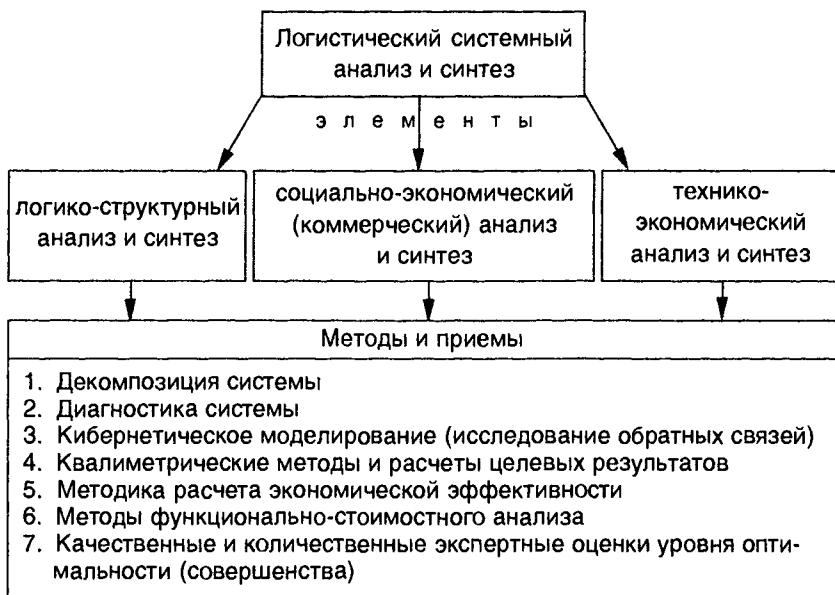 Логистический системный
анализ и синтез
элементы
логико-структурный
анализ и синтез
социально-экономический
(коммерческий) анализ
и синтез
технико-
экономический
анализ и синтез
Методы и приемы
1. Декомпозиция системы
2. Диагностика системы
3. Кибернетическое моделирование (исследование обратных связей)
4. Квалиметрические методы и расчеты целевых результатов
5. Методика расчета экономической эффективности
6. Методы функционально-стоимостного анализа
7. Качественные и количественные экспертные оценки уровня опти-
мальности (совершенства)